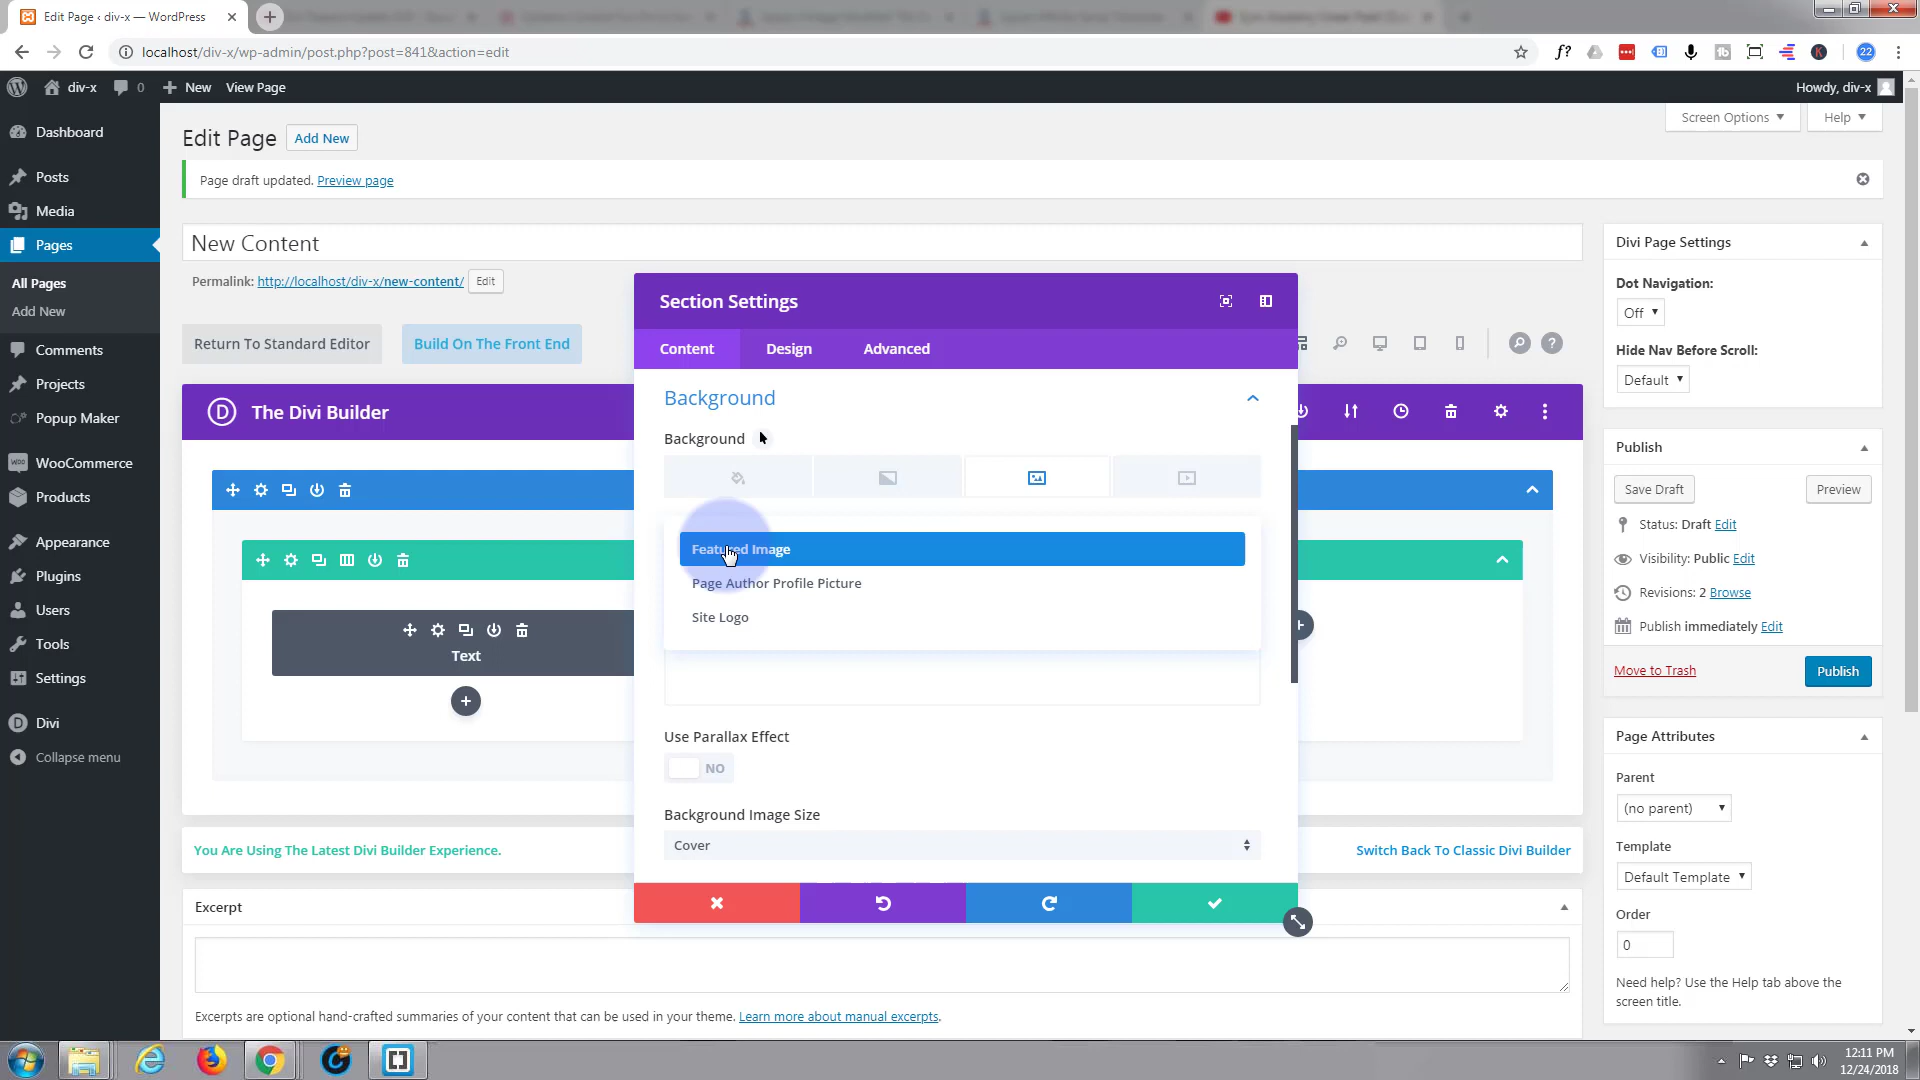 Edit Page ‹ div-x — WordPress
localhost/div-x/wp-admin/post.php?post=841&action=edit
f?
22
div-x
0
New
View Page
Howdy, div-x
Dashboard
Posts
Media
Pages
All Pages
Add New
Comments
Projects
Popup Maker
WooCommerce
Products
Appearance
Plugins
Users
Tools
Settings
Divi
Collapse menu
Edit Page
Add New
Screen Options
Help
Page draft updated. Preview page
New Content
Permalink: http://localhost/div-x/new-content/
Edit
Return To Standard Editor
Build On The Front End
The Divi Builder
Text
You Are Using The Latest Divi Builder Experience.
Switch Back To Classic Divi Builder
Excerpt
Excerpts are optional hand-crafted summaries of your content that can be used in your theme. Learn more about manual excerpts.
Section Settings
Content
Design
Advanced
Background
Background
Featured Image
Page Author Profile Picture
Site Logo
Use Parallax Effect
NO
Background Image Size
Cover
Divi Page Settings
Dot Navigation:
Off
Hide Nav Before Scroll:
Default
Publish
Save Draft
Preview
Status: Draft Edit
Visibility: Public Edit
Revisions: 2 Browse
Publish immediately Edit
Move to Trash
Publish
Page Attributes
Parent
(no parent)
Template
Default Template
Order
0
Need help? Use the Help tab above the
screen title.
12:11 PM
12/24/2018